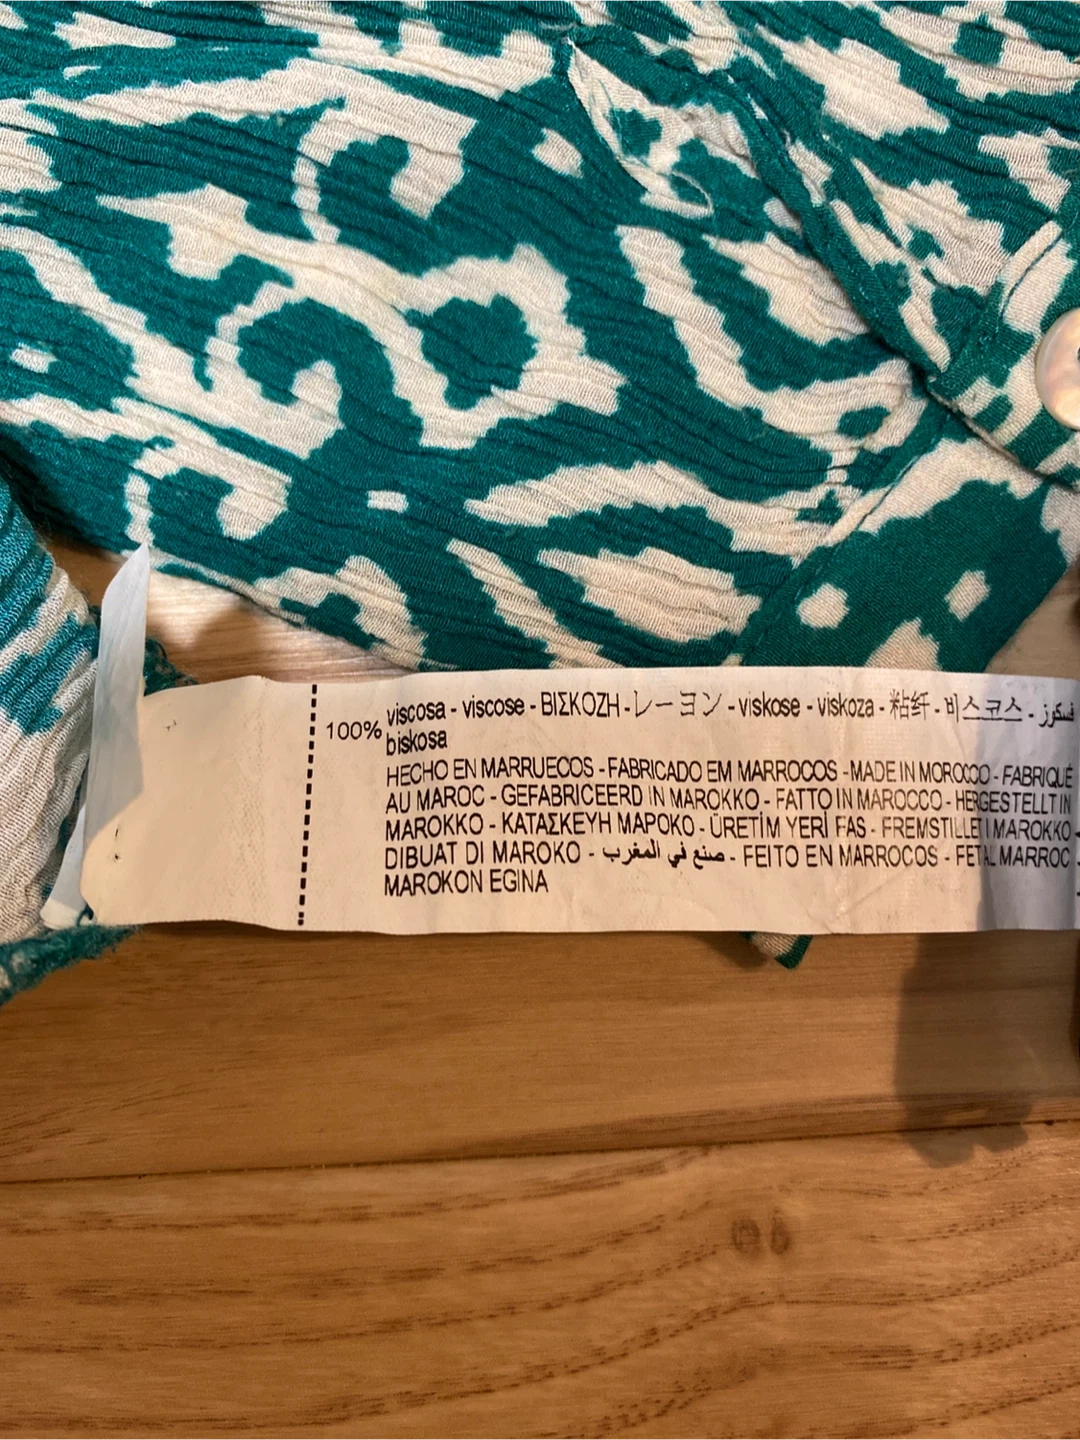 100% viscosa - viscose - ΒΙΣΚΟΖΗ - レーヨン - viskose - viskoza - 粘纤 - 비스코스 - فسكوز
biskosa
HECHO EN MARRUECOS - FABRICADO EM MARROCOS - MADE IN MOROCCO - FABRIQUÉ
AU MAROC - GEFABRICEERD IN MAROKKO - FATTO IN MAROCCO - HERGESTELLT IN
MAROKKO - ΚΑΤΑΣΚΕΥΗ ΜΑΡΟΚΟ - ÜRETİM YERİ FAS - FREMSTILLET I MAROKKO -
DIBUAT DI MAROKO - صنع في المغرب - FEITO EN MARROCOS - FET AL MARROC -
MAROKON EGINA